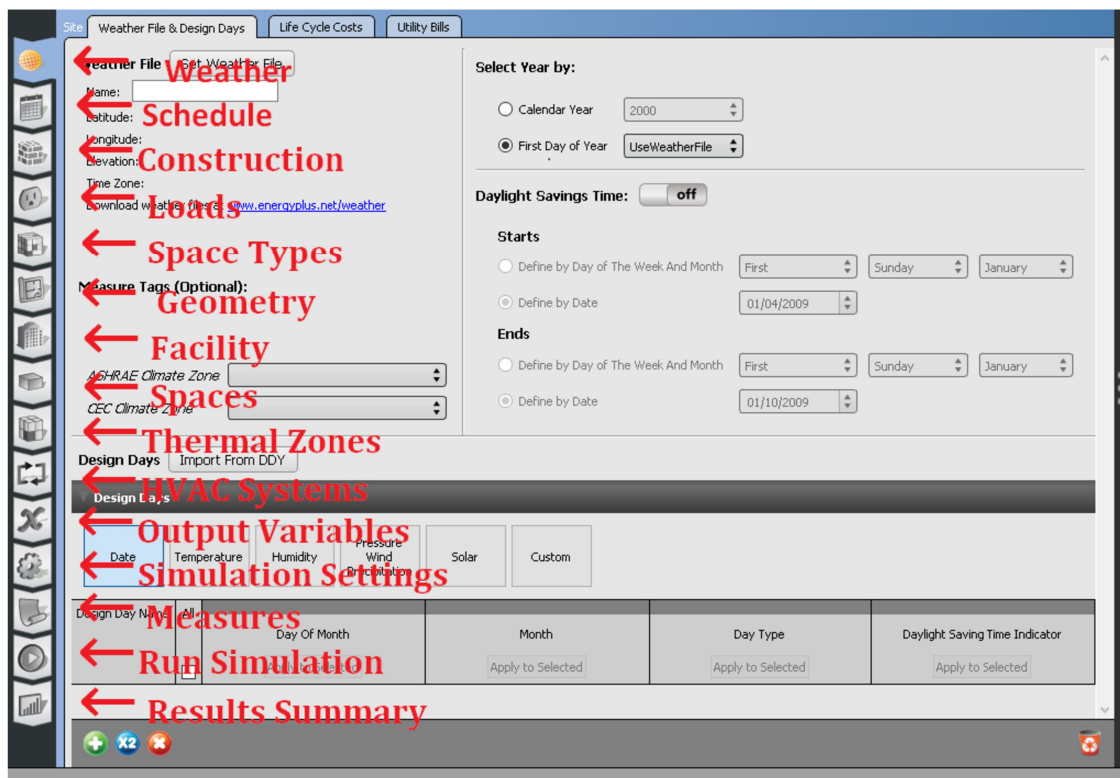 Site
Weather File & Design Days
Life Cycle Costs
Utility Bills
Weather File
Set Weather File
Weather
Name:
Latitude:
Schedule
Longitude:
Construction
Elevation:
Time Zone:
Loads
Download weather files at www.energyplus.net/weather
Space Types
Measure Tags (Optional):
Geometry
Facility
ASHRAE Climate Zone
Spaces
CEC Climate Zone
Thermal Zones
Select Year by:
Calendar Year
2000
First Day of Year
UseWeatherFile
Daylight Savings Time:
off
Starts
Define by Day of The Week And Month
First
Sunday
January
Define by Date
01/04/2009
Ends
Define by Day of The Week And Month
First
Sunday
January
Define by Date
01/10/2009
Design Days
Import From DDY
HVAC Systems
Design Days
Output Variables
Date
Temperature
Humidity
Pressure
Wind
Precipitation
Solar
Custom
Simulation Settings
Design Day Name
All
Measures
Day Of Month
Month
Day Type
Daylight Saving Time Indicator
Run Simulation
Apply to Selected
Apply to Selected
Apply to Selected
Apply to Selected
Results Summary
X2